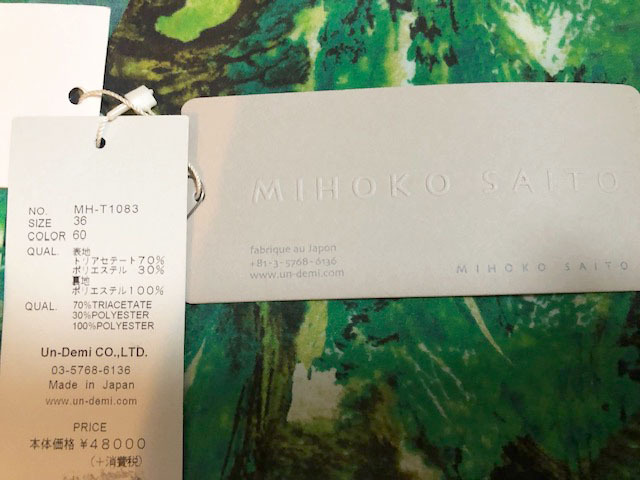 NO. MH-T1083
SIZE 36
COLOR 60
QUAL. 表地
トリアセテート70%
ポリエステル 30%
裏地
ポリエステル100%
QUAL. 70%TRIACETATE
30%POLYESTER
100%POLYESTER
Un-Demi CO.,LTD.
03-5768-6136
Made in Japan
www.un-demi.com
PRICE
本体価格 ¥48000
(+消費税)
MIHOKO SAITO
fabrique au Japon
+81-3-5768-6136
www.un-demi.com
MIHOKO SAITO